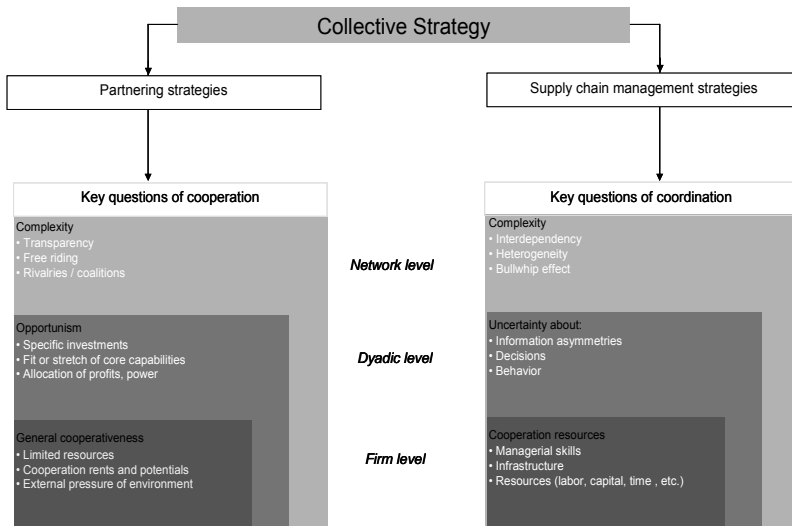 Collective Strategy
Partnering strategies
Supply chain management strategies
Key questions of cooperation
Complexity
• Transparency
• Free riding
• Rivalries / coalitions
Opportunism
• Specific investments
• Fit or stretch of core capabilities
• Allocation of profits, power
General cooperativeness
• Limited resources
• Cooperation rents and potentials
• External pressure of environment
Network level
Dyadic level
Firm level
Key questions of coordination
Complexity
• Interdependency
• Heterogeneity
• Bullwhip effect
Uncertainty about:
• Information asymmetries
• Decisions
• Behavior
Cooperation resources
• Managerial skills
• Infrastructure
• Resources (labor, capital, time , etc.)